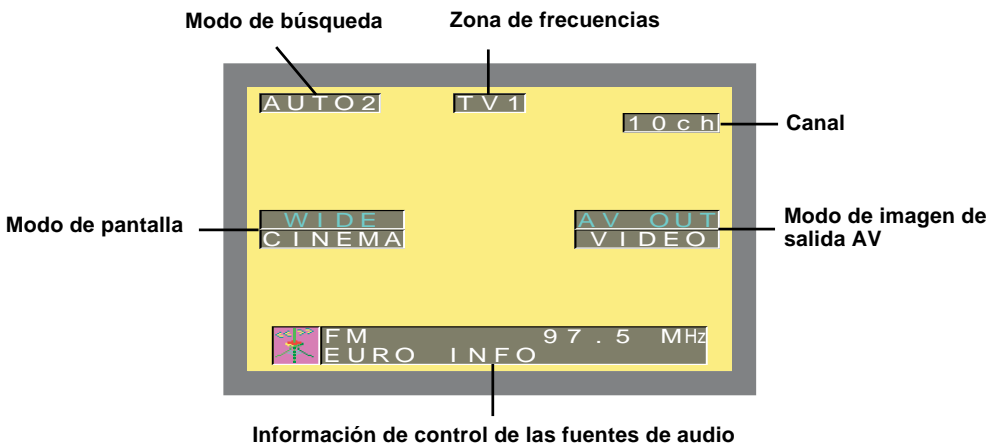 Modo de búsqueda
Zona de frecuencias
AUTO2
TV1
10ch
Canal
Modo de pantalla
WIDE
CINEMA
AV OUT
VIDEO
Modo de imagen de
salida AV
FM 97.5 MHz
EURO INFO
Información de control de las fuentes de audio